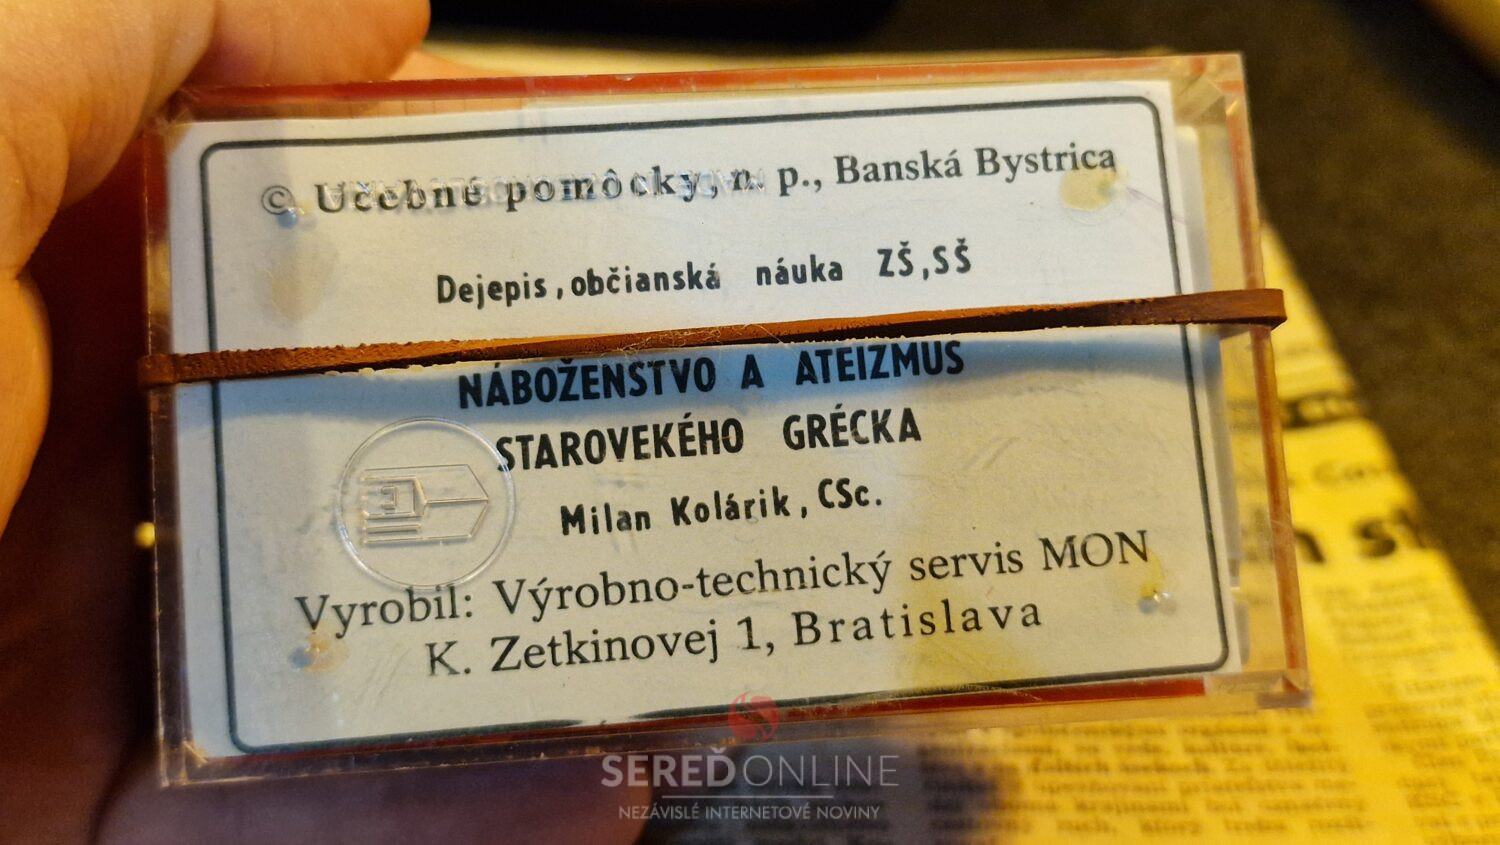 © Učebné pomôcky, n. p., Banská Bystrica
Dejepis, občianská náuka ZŠ, SŠ
NÁBOŽENSTVO A ATEIZMUS
STAROVEKÉHO GRÉCKA
Milan Kolárik, CSc.
Vyrobil: Výrobno-technický servis MON
K. Zetkinovej 1, Bratislava
SEREĎONLINE
NEZÁVISLÉ INTERNETOVÉ NOVINY